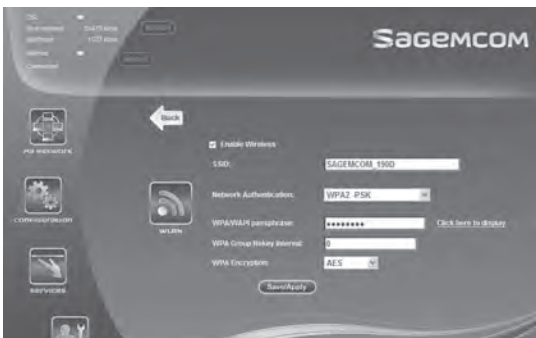 SAGEMCOM
Back
Enable Wireless
SSID: SAGEMCOM_190D
MY NETWORK
Network Authentication: WPA2 -PSK
WPA/WAPI passphrase: •••••••• Click here to display
CONFIGURATION
WLAN
WPA Group Rekey Interval: 0
WPA Encryption: AES
Save/Apply
SERVICES